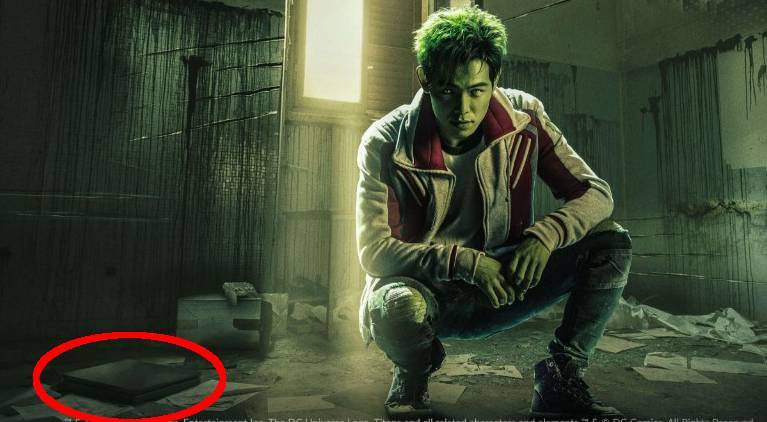 Entertainment Inc. The DC Universe Logo, Titans and all related characters and elements ™ & © DC Comics. All Rights Reserved